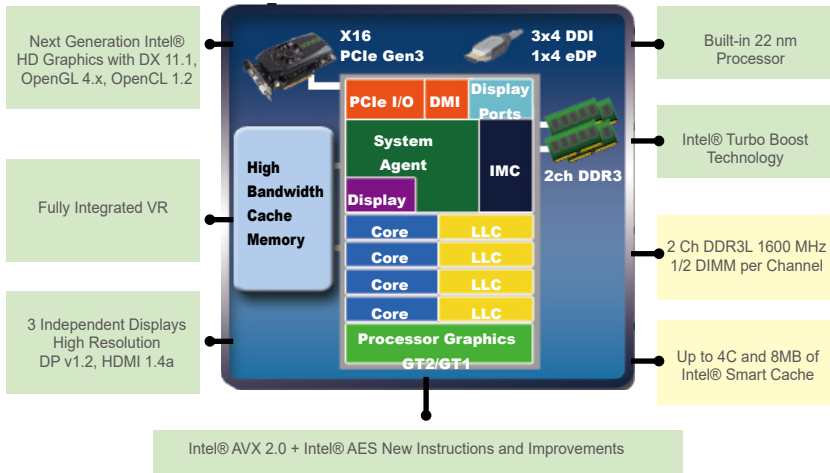 Next Generation Intel®
HD Graphics with DX 11.1,
OpenGL 4.x, OpenCL 1.2
Fully Integrated VR
3 Independent Displays
High Resolution
DP v1.2, HDMI 1.4a
X16
PCIe Gen3
3x4 DDI
1x4 eDP
PCIe I/O
DMI
Display
Ports
System
Agent
IMC
Display
2ch DDR3
High
Bandwidth
Cache
Memory
Core
LLC
Core
LLC
Core
LLC
Core
LLC
Processor Graphics
GT2/GT1
Built-in 22 nm
Processor
Intel® Turbo Boost
Technology
2 Ch DDR3L 1600 MHz
1/2 DIMM per Channel
Up to 4C and 8MB of
Intel® Smart Cache
Intel® AVX 2.0 + Intel® AES New Instructions and Improvements